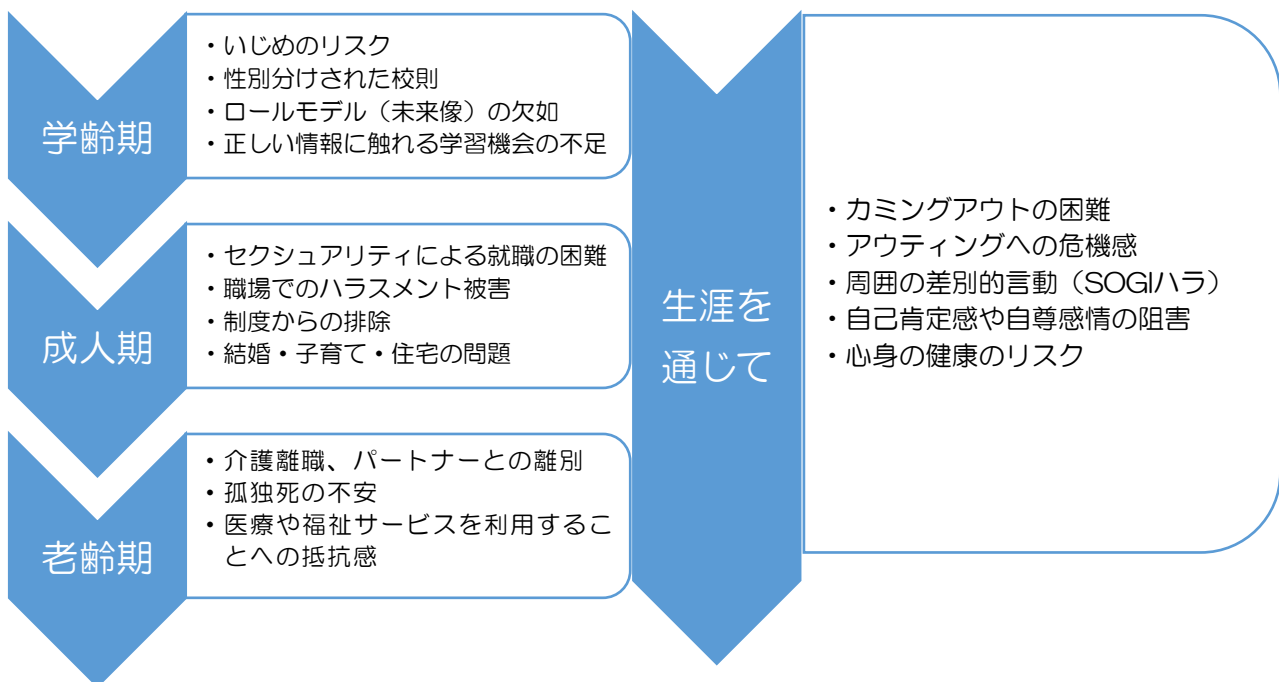 学齢期
・いじめのリスク
・性別分けされた校則
・ロールモデル（未来像）の欠如
・正しい情報に触れる学習機会の不足
成人期
・セクシュアリティによる就職の困難
・職場でのハラスメント被害
・制度からの排除
・結婚・子育て・住宅の問題
老齢期
・介護離職、パートナーとの離別
・孤独死の不安
・医療や福祉サービスを利用するこ
とへの抵抗感
生涯を
通じて
・カミングアウトの困難
・アウティングへの危機感
・周囲の差別的言動（SOGIハラ）
・自己肯定感や自尊感情の阻害
・心身の健康のリスク